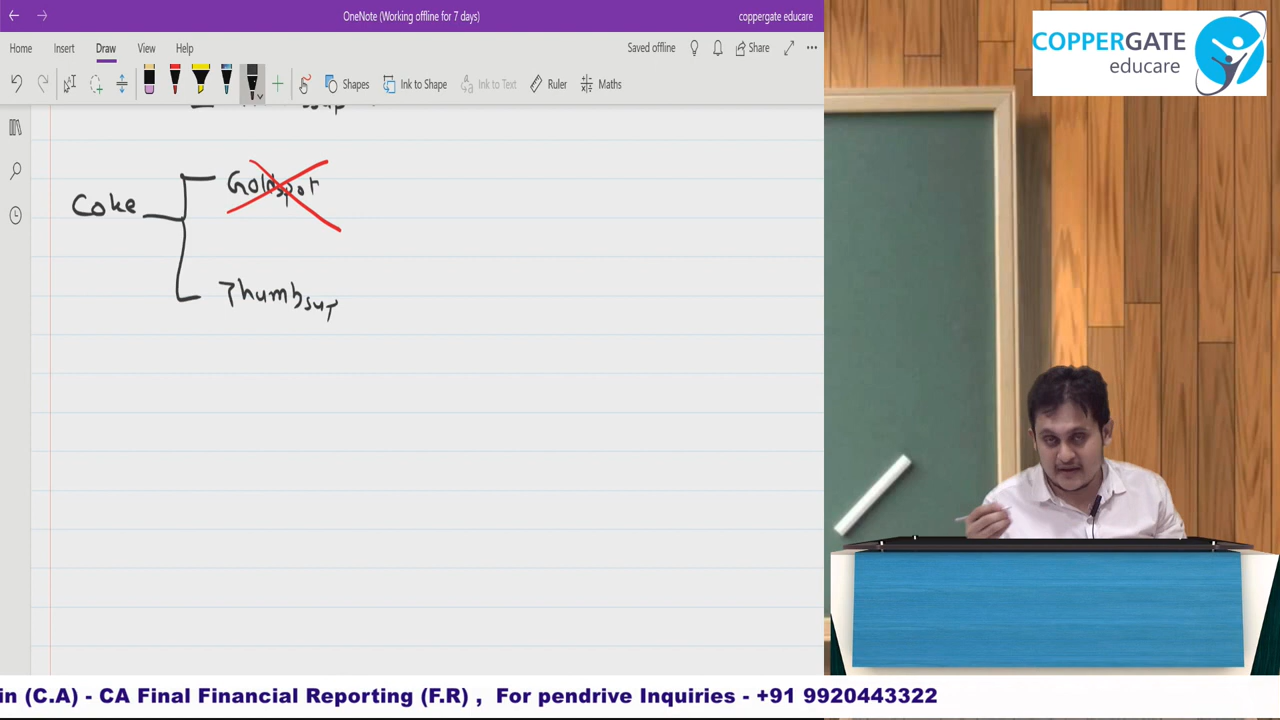 OneNote (Working offline for 7 days)
coppergate educare
Home Insert Draw View Help
Saved offline Share
Shapes Ink to Shape Ink to Text Ruler Maths
COPPERGATE
educare
Goldspot
Coke
Thumbsup
in (C.A) - CA Final Financial Reporting (F.R) , For pendrive Inquiries - +91 9920443322